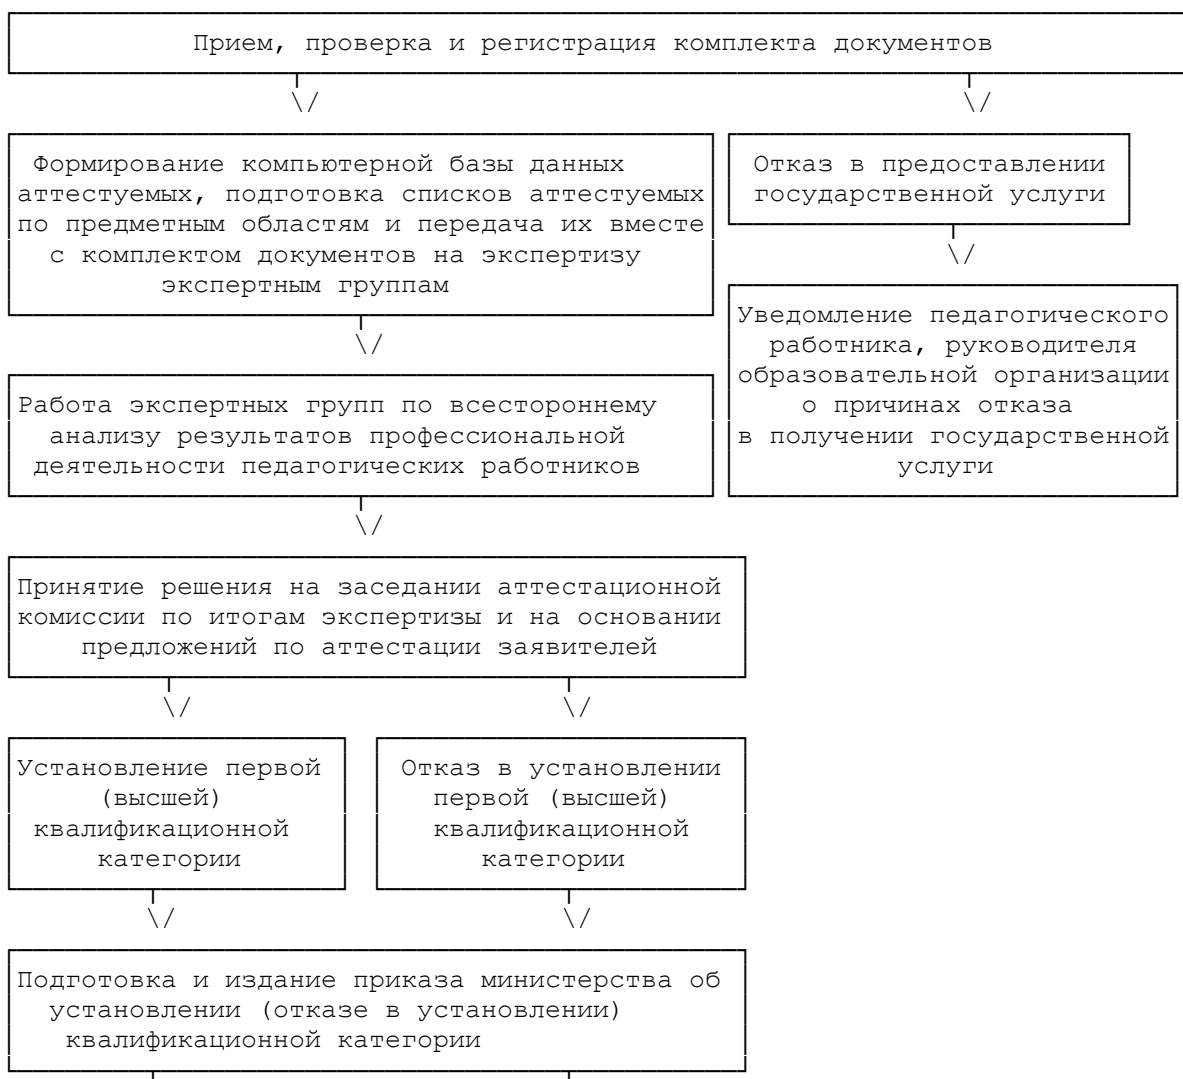 Прием, проверка и регистрация комплекта документов
\/
\/
Формирование компьютерной базы данных
аттестуемых, подготовка списков аттестуемых
по предметным областям и передача их вместе
с комплектом документов на экспертизу
экспертным группам
Отказ в предоставлении
государственной услуги
\/
\/
Уведомление педагогического
работника, руководителя
образовательной организации
о причинах отказа
в получении государственной
услуги
Работа экспертных групп по всестороннему
анализу результатов профессиональной
деятельности педагогических работников
\/
Принятие решения на заседании аттестационной
комиссии по итогам экспертизы и на основании
предложений по аттестации заявителей
\/
\/
Установление первой
(высшей)
квалификационной
категории
Отказ в установлении
первой (высшей)
квалификационной
категории
\/
\/
Подготовка и издание приказа министерства об
установлении (отказе в установлении)
квалификационной категории